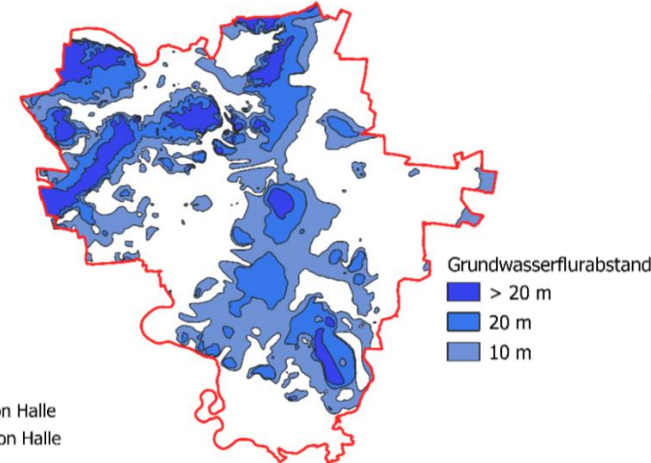 Grundwasserflurabstand
> 20 m
20 m
10 m
on Halle
on Halle